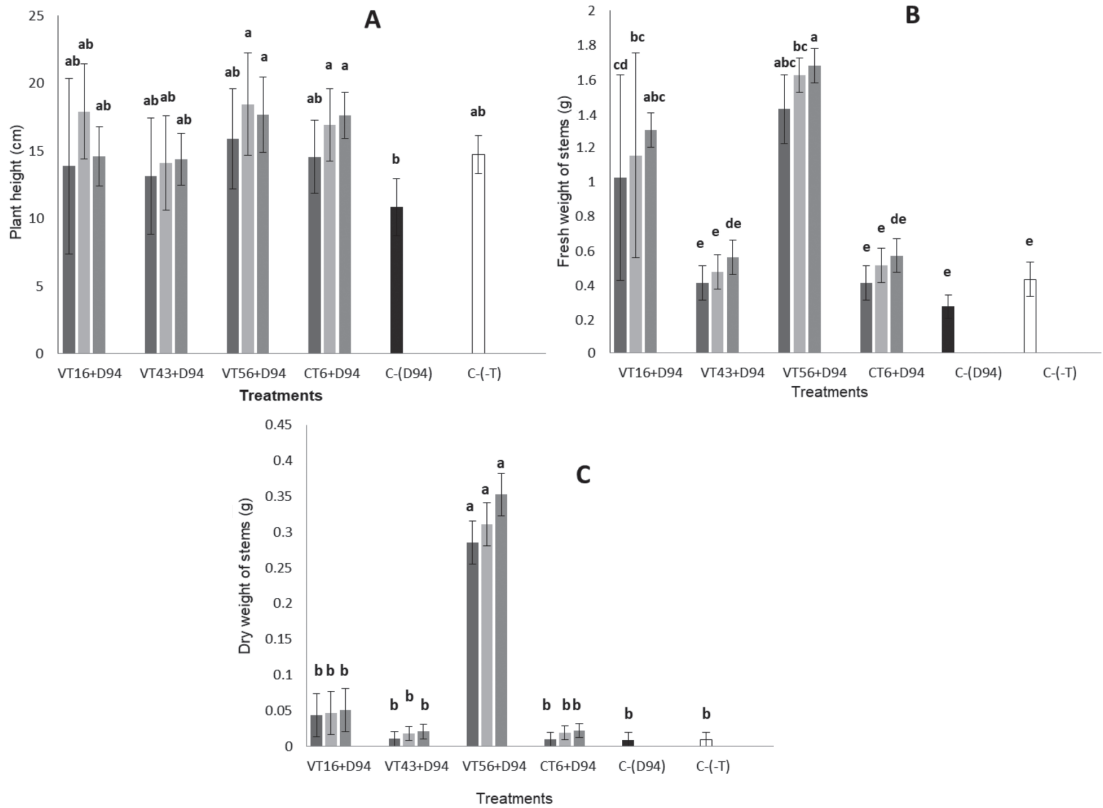 A
Plant height (cm)
25
20
15
10
5
0
ab
ab
ab
ab
ab
ab
ab
a
a
ab
a
a
b
ab
VT16+D94 VT43+D94 VT56+D94 CT6+D94 C-(D94) C-(-T)
Treatments
B
Fresh weight of stems (g)
2
1.8
1.6
1.4
1.2
1
0.8
0.6
0.4
0.2
0
cd
bc
abc
e
e
de
abc
bc
a
e
e
de
e
e
VT16+D94 VT43+D94 VT56+D94 CT6+D94 C-(D94) C-(-T)
Treatments
C
Dry weight of stems (g)
0.45
0.4
0.35
0.3
0.25
0.2
0.15
0.1
0.05
0
b b b
b
b
b
a
a
a
b
b b
b
b
VT16+D94 VT43+D94 VT56+D94 CT6+D94 C-(D94) C-(-T)
Treatments